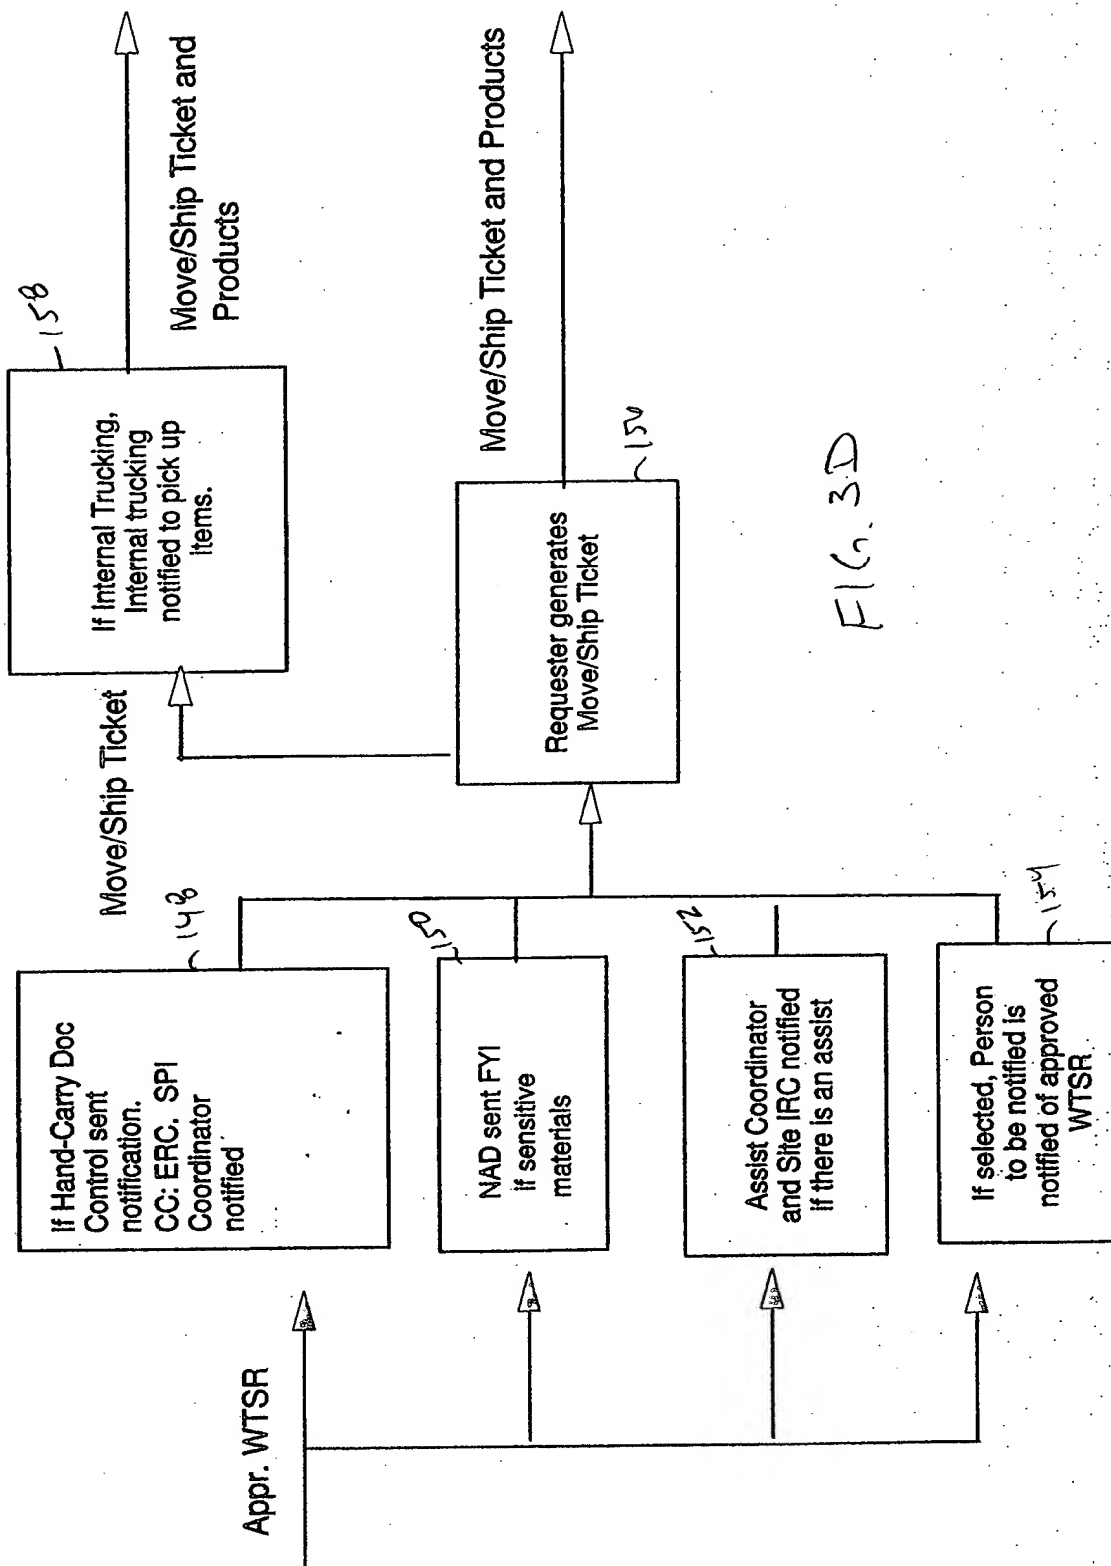 Appr. WTSR
If Hand-Carry Doc
Control sent
notification.
CC: ERC. SPI
Coordinator
notified
148
NAD sent FYI
if sensitive
materials
150
Assist Coordinator
and Site IRC notified
if there is an assist
152
If selected, Person
to be notified is
notified of approved
WTSR
154
Move/Ship Ticket
If Internal Trucking,
Internal trucking
notified to pick up
items.
158
Move/Ship Ticket and
Products
Requester generates
Move/Ship Ticket
156
Move/Ship Ticket and Products
FIG. 3D